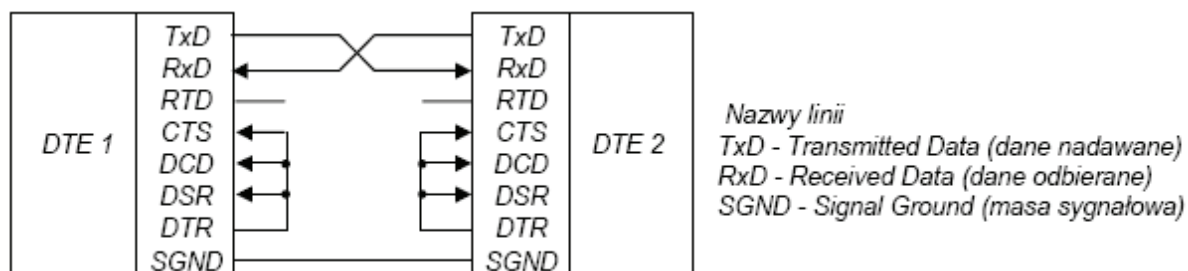 TxD TxD
RxD RxD
RTD RTD
CTS CTS
DTE 1 DTE 2
DCD DCD
DSR DSR
DTR DTR
SGND SGND
Nazwy linii
TxD - Transmitted Data (dane nadawane)
RxD - Received Data (dane odbierane)
SGND - Signal Ground (masa sygnałowa)